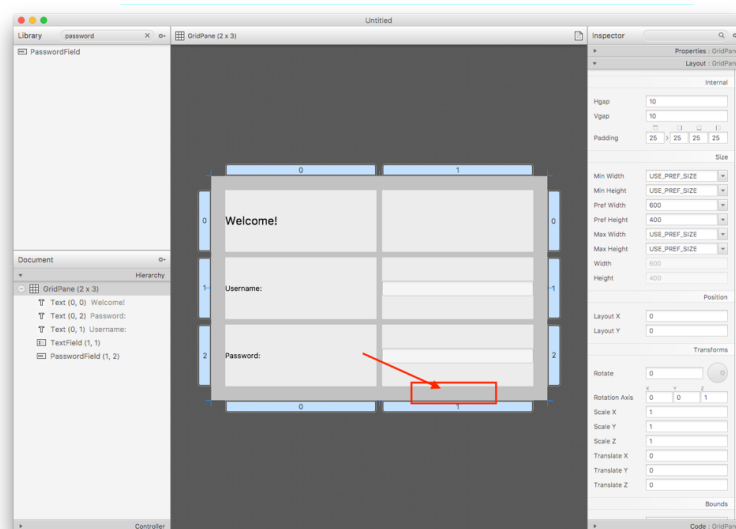 Untitled
Library
password
X
PasswordField
GridPane (2 x 3)
0
1
0
0
Welcome!
1
1
Username:
2
2
Password:
0
1
Document
Hierarchy
GridPane (2 x 3)
T Text (0, 0) Welcome!
T Text (0, 2) Password:
T Text (0, 1) Username:
TextField (1, 1)
PasswordField (1, 2)
Controller
Inspector
Properties : GridPan
Layout : GridPan
Internal
Hgap 10
Vgap 10
Padding 25 > 25 25 25
Size
Min Width USE_PREF_SIZE
Min Height USE_PREF_SIZE
Pref Width 600
Pref Height 400
Max Width USE_PREF_SIZE
Max Height USE_PREF_SIZE
Width 600
Height 400
Position
Layout X 0
Layout Y 0
Transforms
Rotate 0
X Y Z
Rotation Axis 0 0 1
Scale X 1
Scale Y 1
Scale Z 1
Translate X 0
Translate Y 0
Translate Z 0
Bounds
Code : GridPan